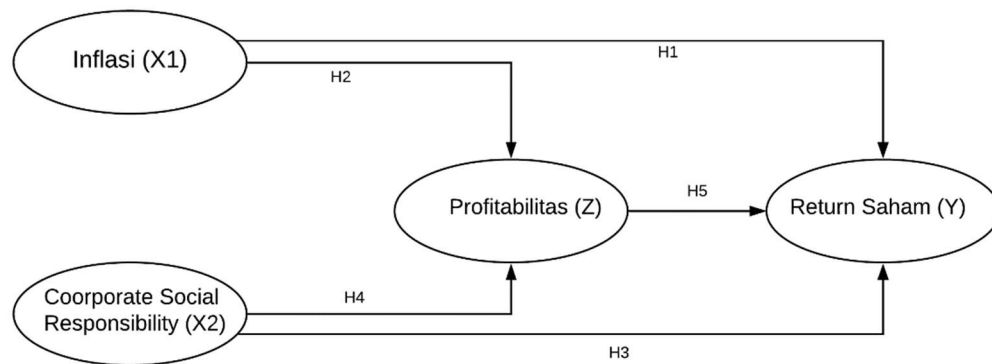 Inflasi (X1)
H1
H2
Profitabilitas (Z)
H5
Return Saham (Y)
Coorporate Social
Responsibility (X2)
H4
H3